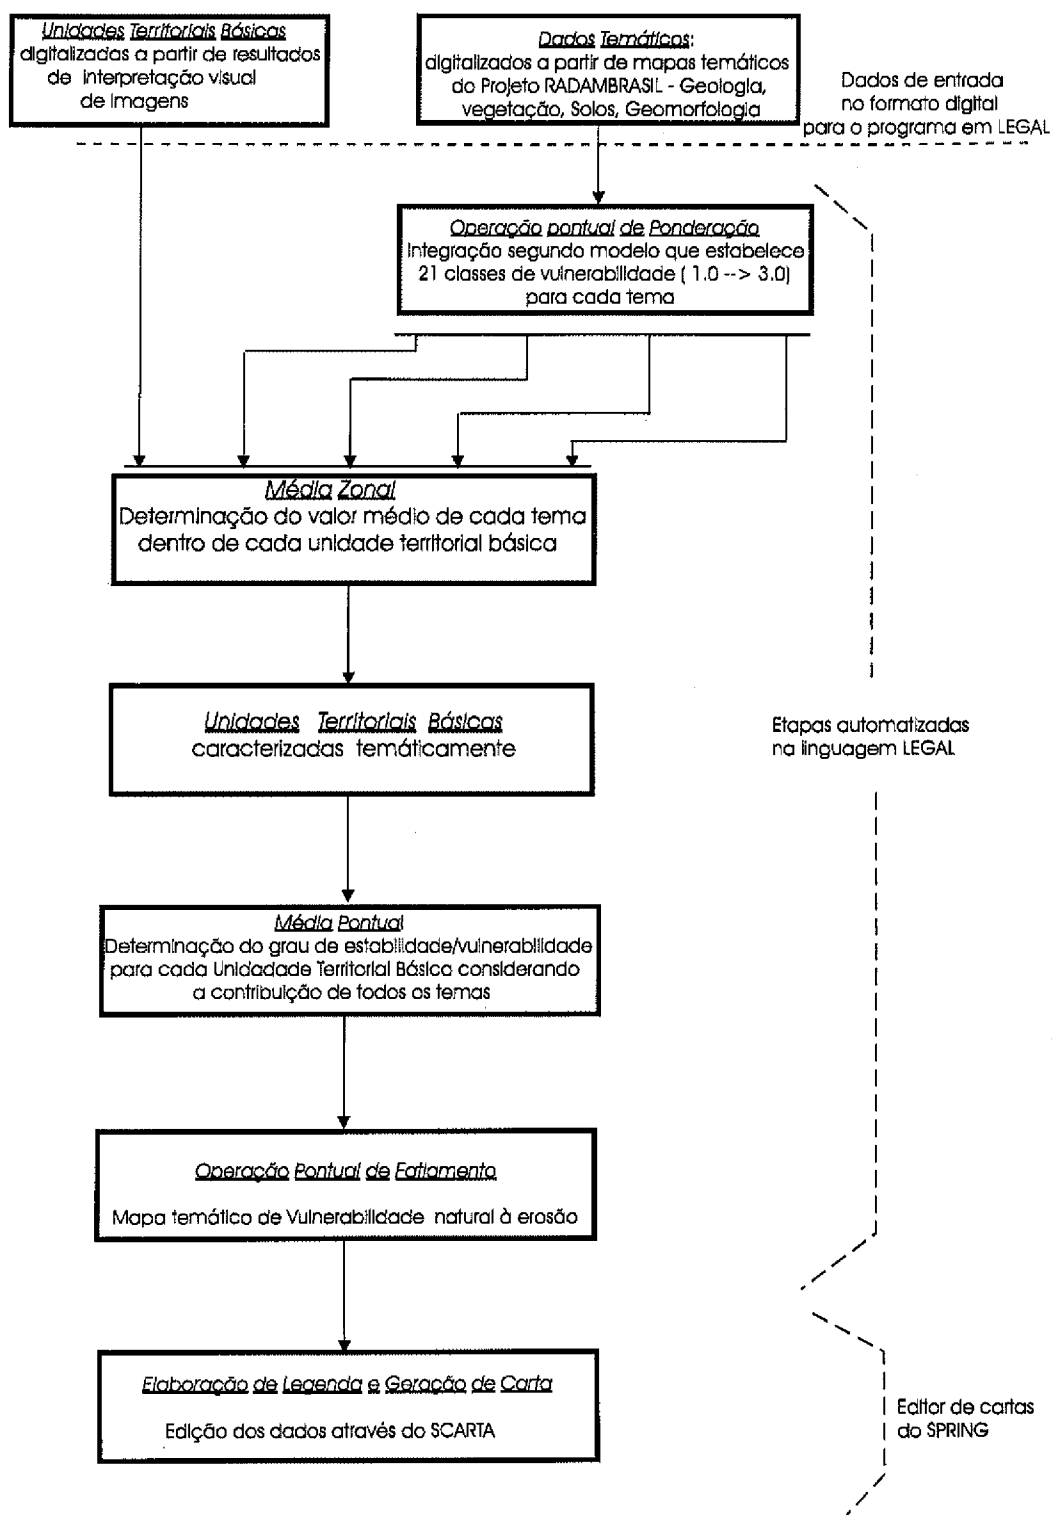 Unidades Territoriais Básicas
digitalizados a partir de resultados
de interpretação visual
de Imagens
Dados Temáticos:
digitalizados a partir de mapas temáticos
do Projeto RADAMBRASIL - Geologia,
vegetação, Solos, Geomorfologia
Dados de entrada
no formato digital
para o programa em LEGAL
Operação pontual de Ponderação
Integração segundo modelo que estabelece
21 classes de vulnerabilidade ( 1.0 --> 3.0)
para cada tema
Média Zonal
Determinação do valor médio de cada tema
dentro de cada unidade territorial básica
Unidades Territoriais Básicas
caracterizadas temáticamente
Etapas automatizadas
na linguagem LEGAL
Média Pontual
Determinação do grau de estabilidade/vulnerabilidade
para cada Unidadade Territorial Básica considerando
a contribuição de todos os temas
Operação Pontual de Fatiamento
Mapa temático de Vulnerabilidade natural à erosão
Elaboração de Legenda e Geração de Carta
Edição dos dados através do SCARTA
Editor de cartas
do SPRING